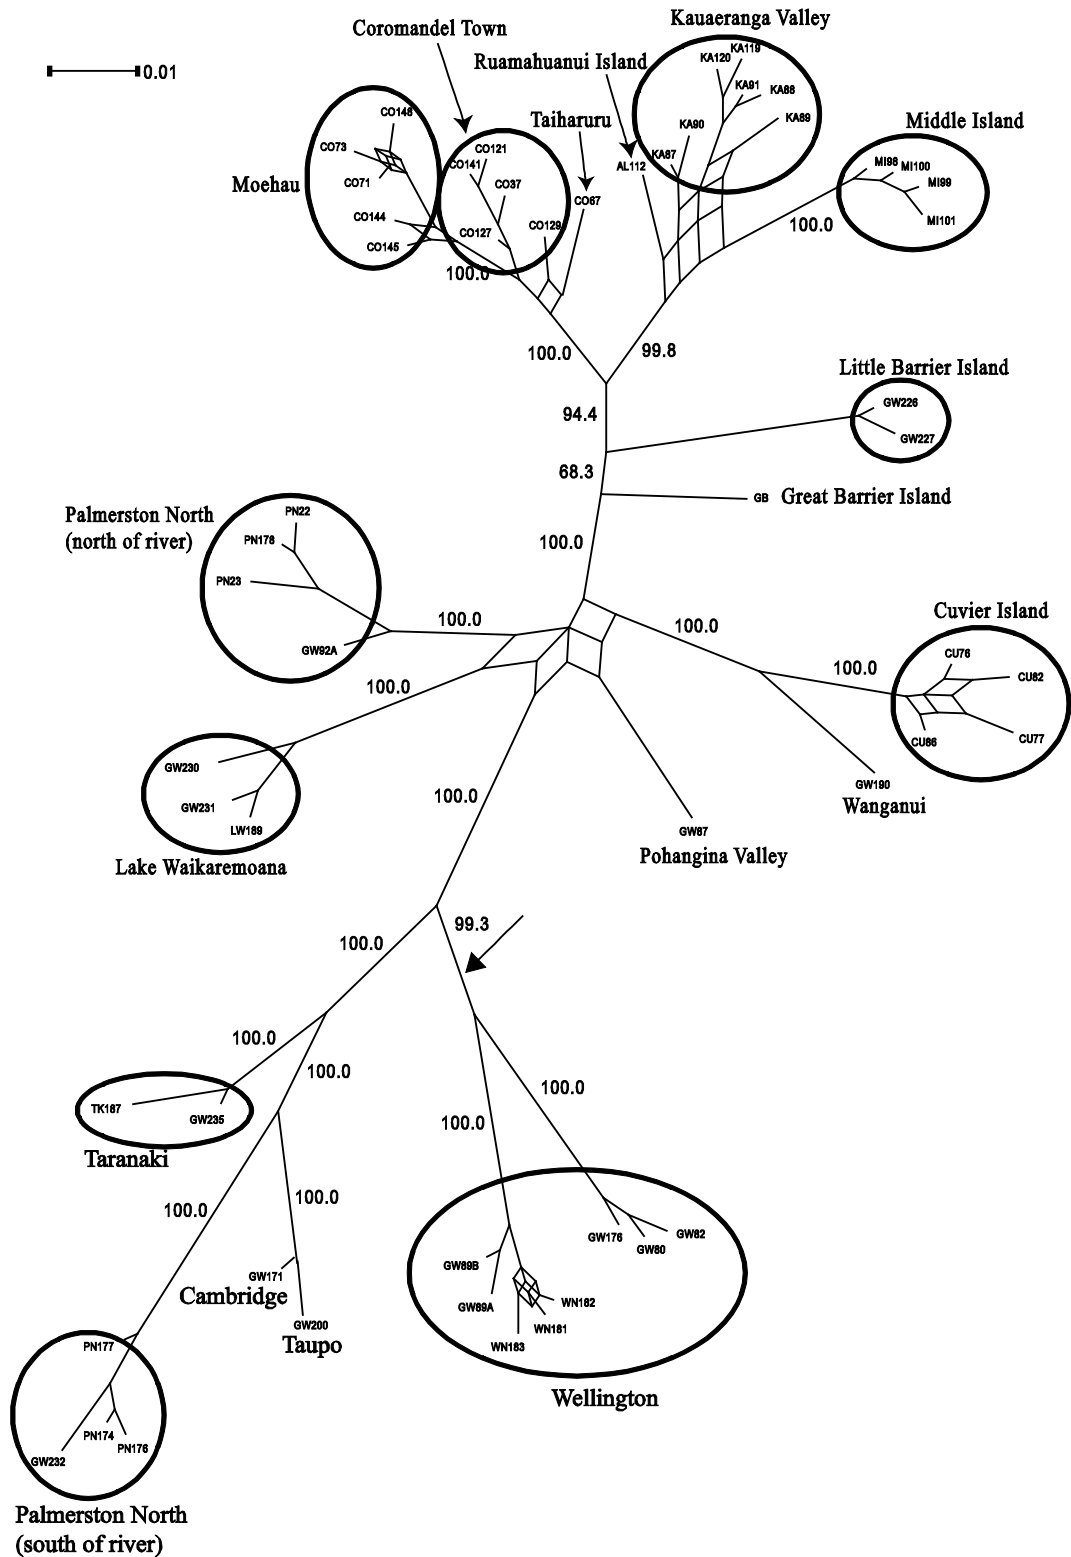 Kauaeranga Valley
Coromandel Town
Ruamahuanui Island
0.01
Taiharuru
Middle Island
Moehau
KA119
KA120
KA91
KA88
KA89
KA90
KA87
AL112
CO148
CO73
CO71
CO144
CO145
CO121
CO141
CO37
CO127
CO129
CO67
MI98
MI100
MI99
MI101
100.0
100.0
100.0
99.8
Little Barrier Island
94.4
GW226
GW227
68.3
GB
Great Barrier Island
Palmerston North
(north of river)
PN22
PN178
PN23
GW92A
100.0
100.0
100.0
Cuvier Island
100.0
CU76
CU82
CU86
CU77
100.0
GW230
GW231
LW189
Lake Waikaremoana
100.0
GW190
Wanganui
GW87
Pohangina Valley
99.3
100.0
100.0
100.0
100.0
100.0
TK187
GW235
Taranaki
100.0
100.0
GW171
Cambridge
GW200
Taupo
GW176
GW80
GW82
GW89B
GW89A
WN182
WN181
WN183
Wellington
PN177
PN174
PN176
GW232
Palmerston North
(south of river)